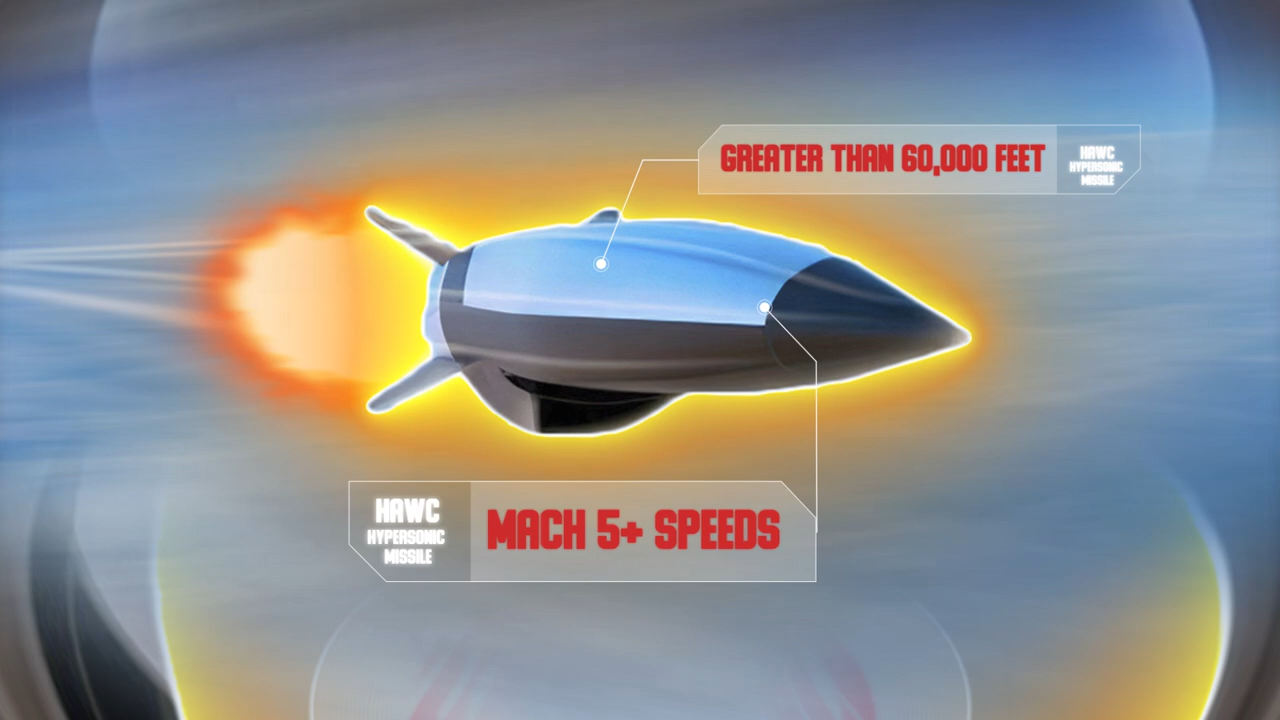 GREATER THAN 60,000 FEET
HAWC
HYPERSONIC
MISSILE
HAWC
HYPERSONIC
MISSILE
MACH 5+ SPEEDS